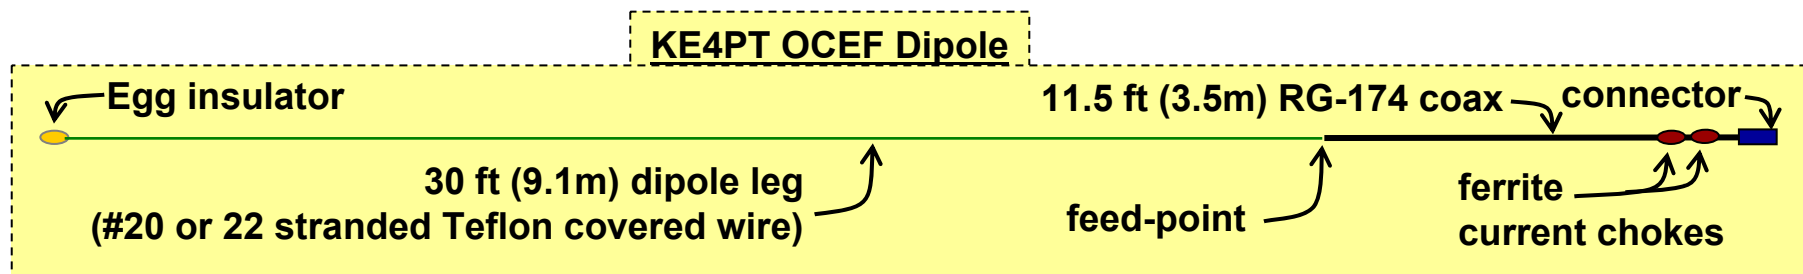 KE4PT OCEF Dipole
Egg insulator
11.5 ft (3.5m) RG-174 coax
connector
30 ft (9.1m) dipole leg
(#20 or 22 stranded Teflon covered wire)
feed-point
ferrite
current chokes